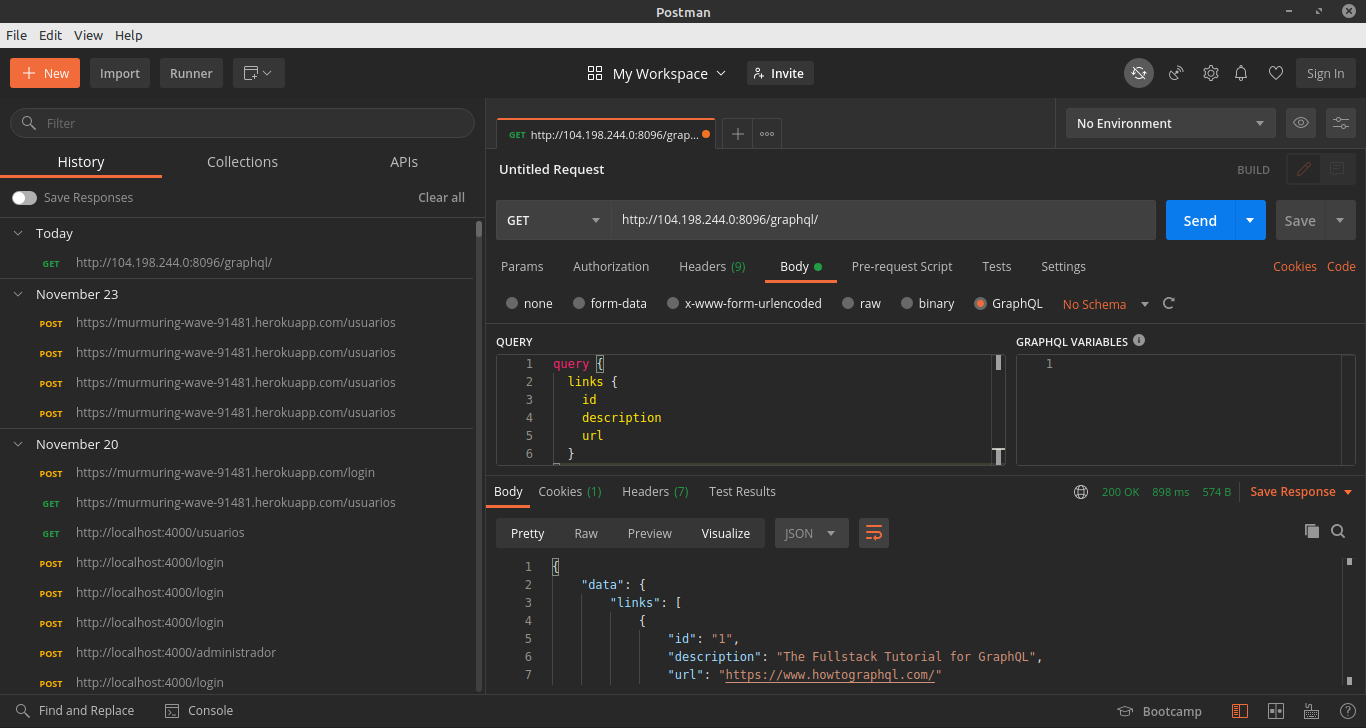 Postman
File Edit View Help
New Import Runner My Workspace Invite Sign In
Filter
History Collections APIs
Save Responses Clear all
Today
GET http://104.198.244.0:8096/graphql/
November 23
POST https://murmuring-wave-91481.herokuapp.com/usuarios
POST https://murmuring-wave-91481.herokuapp.com/usuarios
POST https://murmuring-wave-91481.herokuapp.com/usuarios
POST https://murmuring-wave-91481.herokuapp.com/usuarios
November 20
POST https://murmuring-wave-91481.herokuapp.com/login
GET https://murmuring-wave-91481.herokuapp.com/usuarios
GET http://localhost:4000/usuarios
POST http://localhost:4000/login
POST http://localhost:4000/login
POST http://localhost:4000/login
POST http://localhost:4000/administrador
POST http://localhost:4000/login
GET http://104.198.244.0:8096/grap...
No Environment
Untitled Request BUILD
GET http://104.198.244.0:8096/graphql/ Send Save
Params Authorization Headers (9) Body Pre-request Script Tests Settings Cookies Code
none form-data x-www-form-urlencoded raw binary GraphQL No Schema
QUERY
1 query {
2 links {
3 id
4 description
5 url
6 }
GRAPHQL VARIABLES
1
Body Cookies (1) Headers (7) Test Results 200 OK 898 ms 574 B Save Response
Pretty Raw Preview Visualize JSON
1 {
2 "data": {
3 "links": [
4 {
5 "id": "1",
6 "description": "The Fullstack Tutorial for GraphQL",
7 "url": "https://www.howtographql.com/"
Find and Replace Console Bootcamp